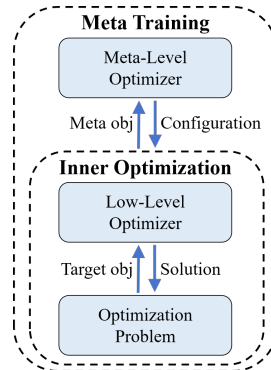 Meta Training
Meta-Level
Optimizer
Meta obj
Configuration
Inner Optimization
Low-Level
Optimizer
Target obj
Solution
Optimization
Problem